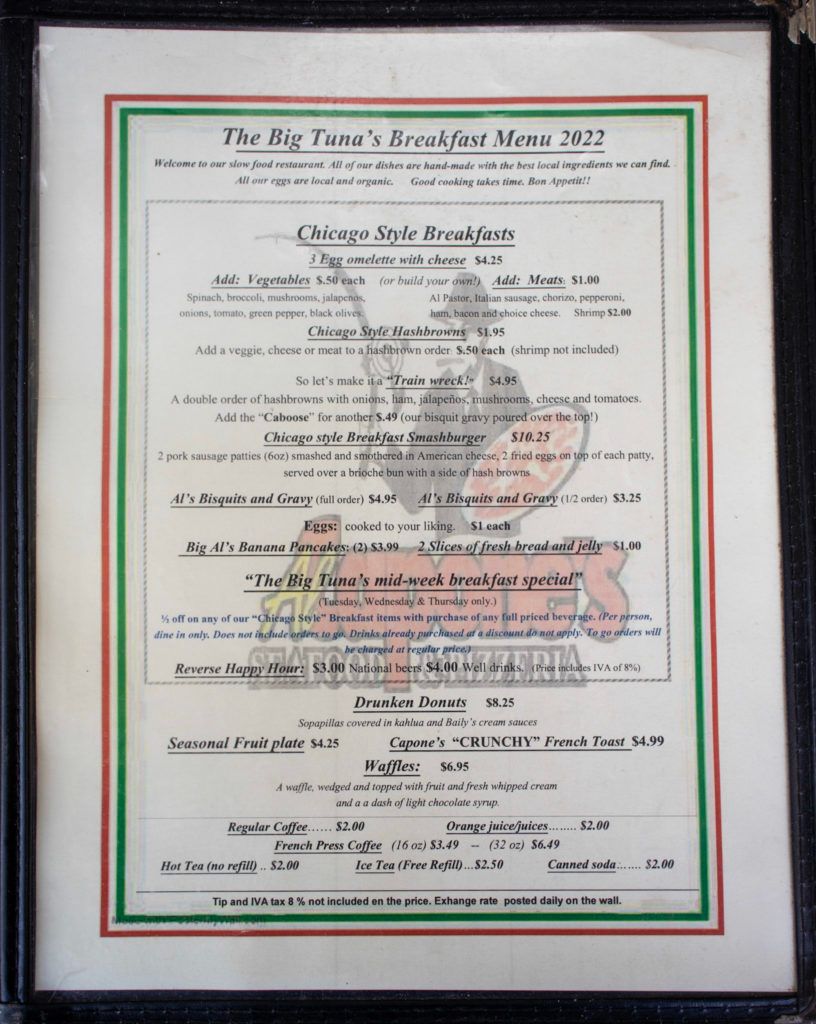 The Big Tuna's Breakfast Menu 2022
Welcome to our slow food restaurant. All of our dishes are hand-made with the best local ingredients we can find.
All our eggs are local and organic. Good cooking takes time. Bon Appetit!!
Chicago Style Breakfasts
3 Egg omelette with cheese $4.25
Add: Vegetables $.50 each (or build your own!) Add: Meats: $1.00
Spinach, broccoli, mushrooms, jalapeños, Al Pastor, Italian sausage, chorizo, pepperoni,
onions, tomato, green pepper, black olives. ham, bacon and choice cheese. Shrimp $2.00
Chicago Style Hashbrowns $1.95
Add a veggie, cheese or meat to a hashbrown order $.50 each (shrimp not included)
So let's make it a "Train wreck!" $4.95
A double order of hashbrowns with onions, ham, jalapeños, mushrooms, cheese and tomatoes.
Add the "Caboose" for another $.49 (our bisquit gravy poured over the top!)
Chicago style Breakfast Smashburger $10.25
2 pork sausage patties (6oz) smashed and smothered in American cheese, 2 fried eggs on top of each patty,
served over a brioche bun with a side of hash browns
Al's Bisquits and Gravy (full order) $4.95 Al's Bisquits and Gravy (1/2 order) $3.25
Eggs: cooked to your liking. $1 each
Big Al's Banana Pancakes: (2) $3.99 2 Slices of fresh bread and jelly $1.00
"The Big Tuna's mid-week breakfast special"
(Tuesday, Wednesday & Thursday only.)
½ off on any of our "Chicago Style" Breakfast items with purchase of any full priced beverage. (Per person,
dine in only. Does not include orders to go. Drinks already purchased at a discount do not apply. To go orders will
be charged at regular price.)
Reverse Happy Hour: $3.00 National beers $4.00 Well drinks. (Price includes IVA of 8%)
Drunken Donuts $8.25
Sopapillas covered in kahlua and Baily's cream sauces
Seasonal Fruit plate $4.25 Capone's "CRUNCHY" French Toast $4.99
Waffles: $6.95
A waffle, wedged and topped with fruit and fresh whipped cream
and a a dash of light chocolate syrup.
Regular Coffee...... $2.00 Orange juice/juices........ $2.00
French Press Coffee (16 oz) $3.49 -- (32 oz) $6.49
Hot Tea (no refill) .. $2.00 Ice Tea (Free Refill)...$2.50 Canned soda........ $2.00
Tip and IVA tax 8 % not included en the price. Exhange rate posted daily on the wall.